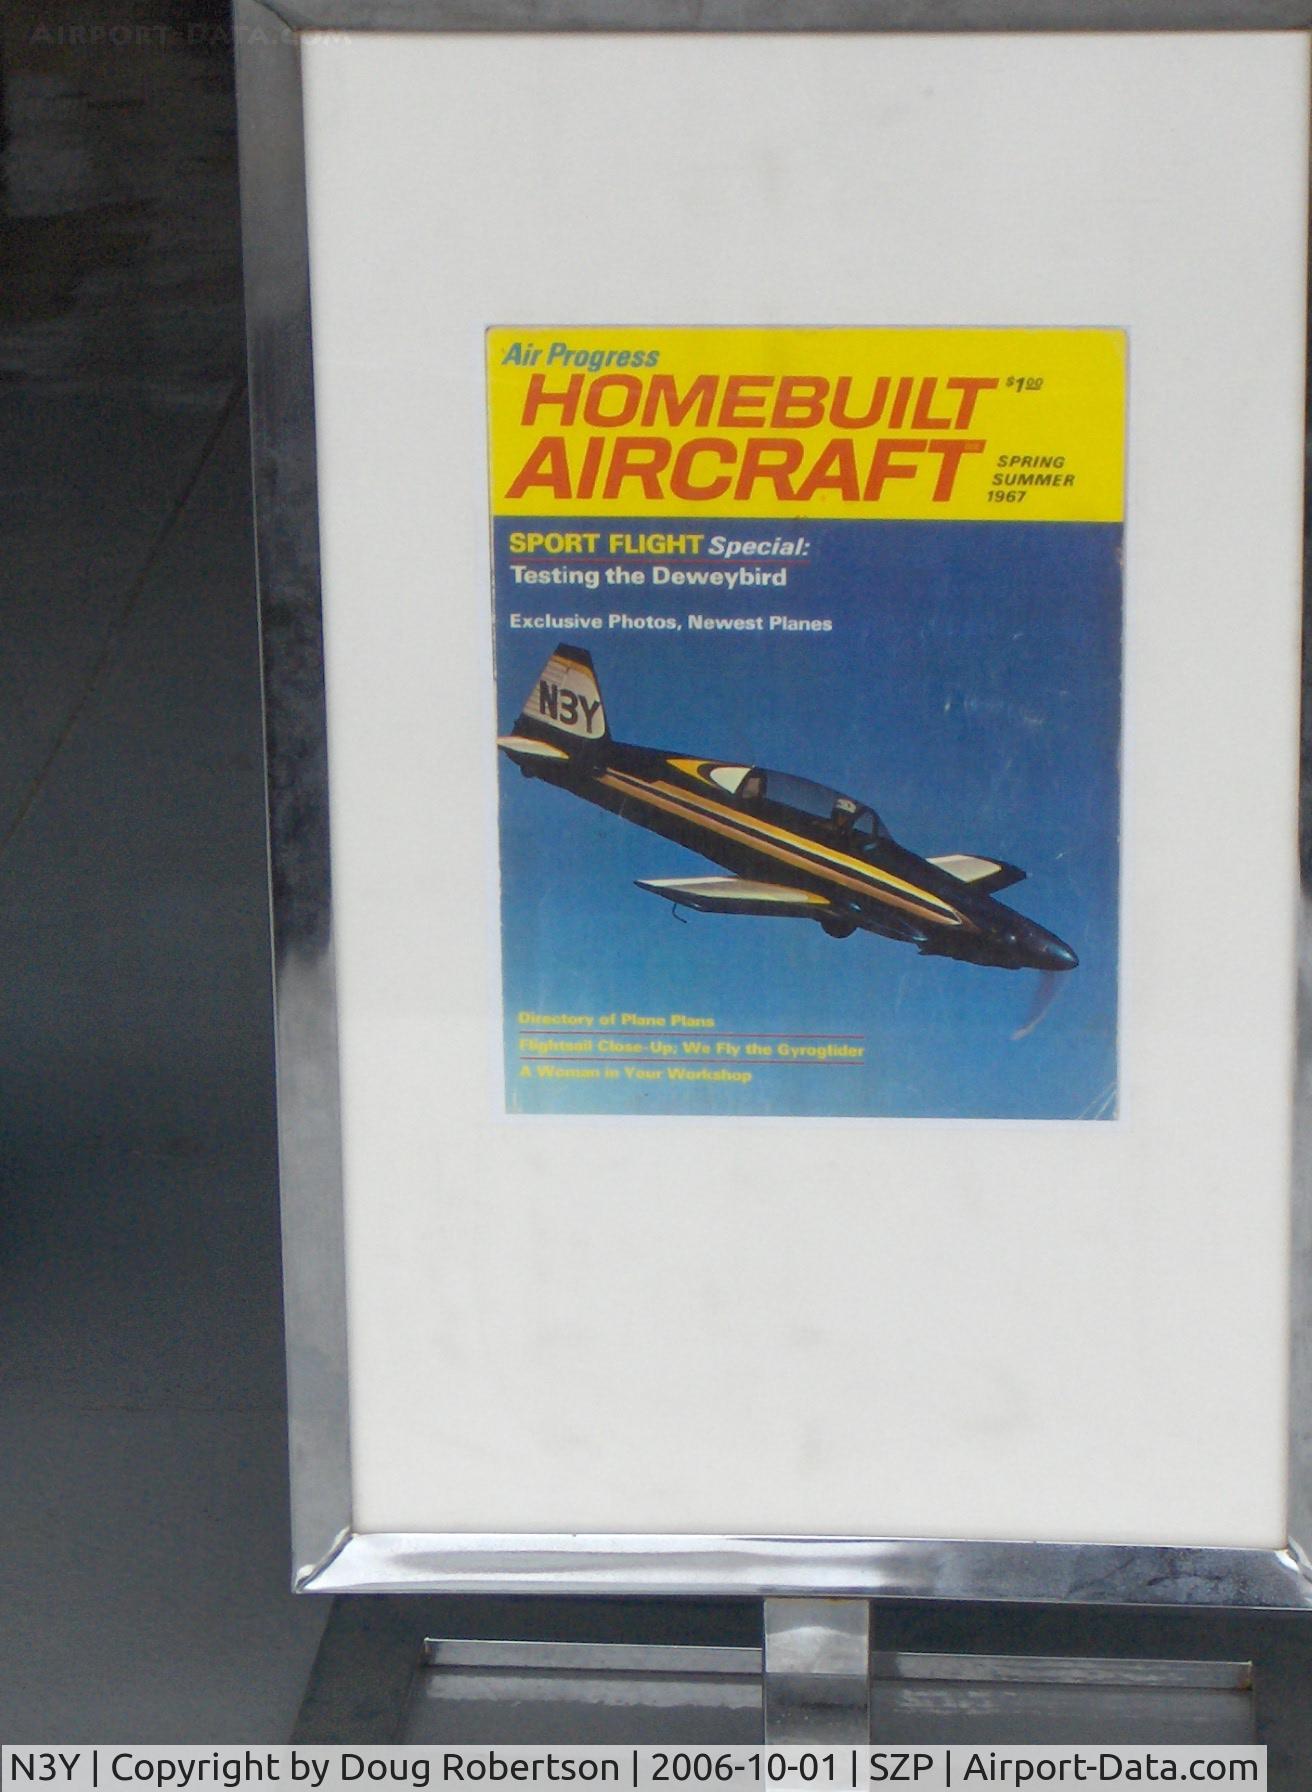 AIRPORT-DATA.COM
Air Progress
HOMEBUILT $1.00
AIRCRAFT
SPRING
SUMMER
1967
SPORT FLIGHT Special:
Testing the Deweybird
Exclusive Photos, Newest Planes
N3Y
Directory of Plane Plans
Flightsail Close-Up; We Fly the Gyroglider
A Woman in Your Workshop
N3Y | Copyright by Doug Robertson | 2006-10-01 | SZP | Airport-Data.com